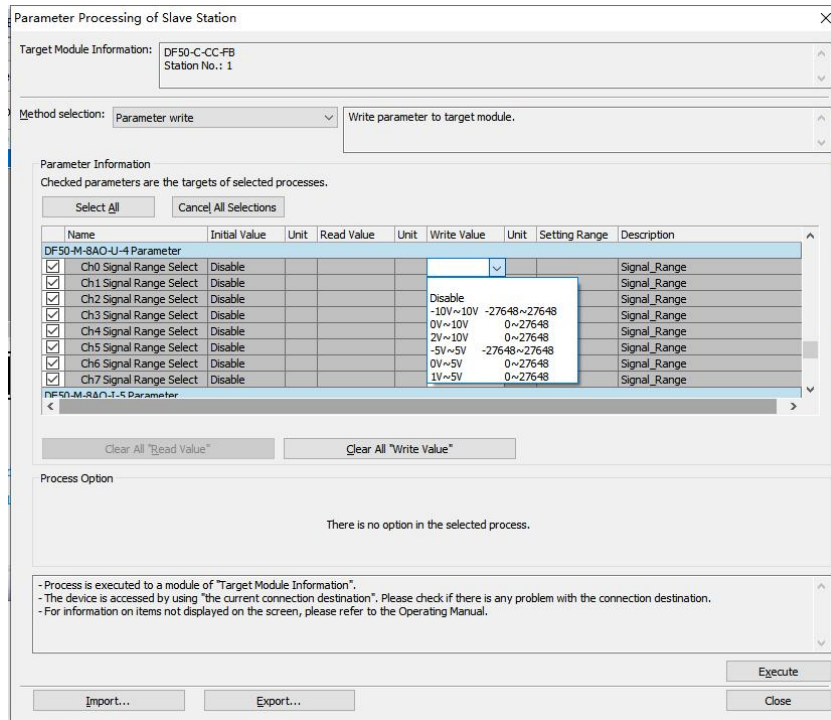 Parameter Processing of Slave Station
Target Module Information:
DF50-C-CC-FB
Station No.: 1
Method selection:
Parameter write
Write parameter to target module.
Parameter Information
Checked parameters are the targets of selected processes.
Select All
Cancel All Selections
Name Initial Value Unit Read Value Unit Write Value Unit Setting Range Description
DF50-M-8AO-U-4 Parameter
Ch0 Signal Range Select Disable Signal_Range
Ch1 Signal Range Select Disable Signal_Range
Ch2 Signal Range Select Disable Signal_Range
Ch3 Signal Range Select Disable Signal_Range
Ch4 Signal Range Select Disable Signal_Range
Ch5 Signal Range Select Disable Signal_Range
Ch6 Signal Range Select Disable Signal_Range
Ch7 Signal Range Select Disable Signal_Range
Disable
-10V~10V -27648~27648
0V~10V 0~27648
2V~10V 0~27648
-5V~5V -27648~27648
0V~5V 0~27648
1V~5V 0~27648
DF50-M-8AO-I-5 Parameter
Clear All "Read Value"
Clear All "Write Value"
Process Option
There is no option in the selected process.
- Process is executed to a module of "Target Module Information".
- The device is accessed by using "the current connection destination". Please check if there is any problem with the connection destination.
- For information on items not displayed on the screen, please refer to the Operating Manual.
Execute
Import...
Export...
Close